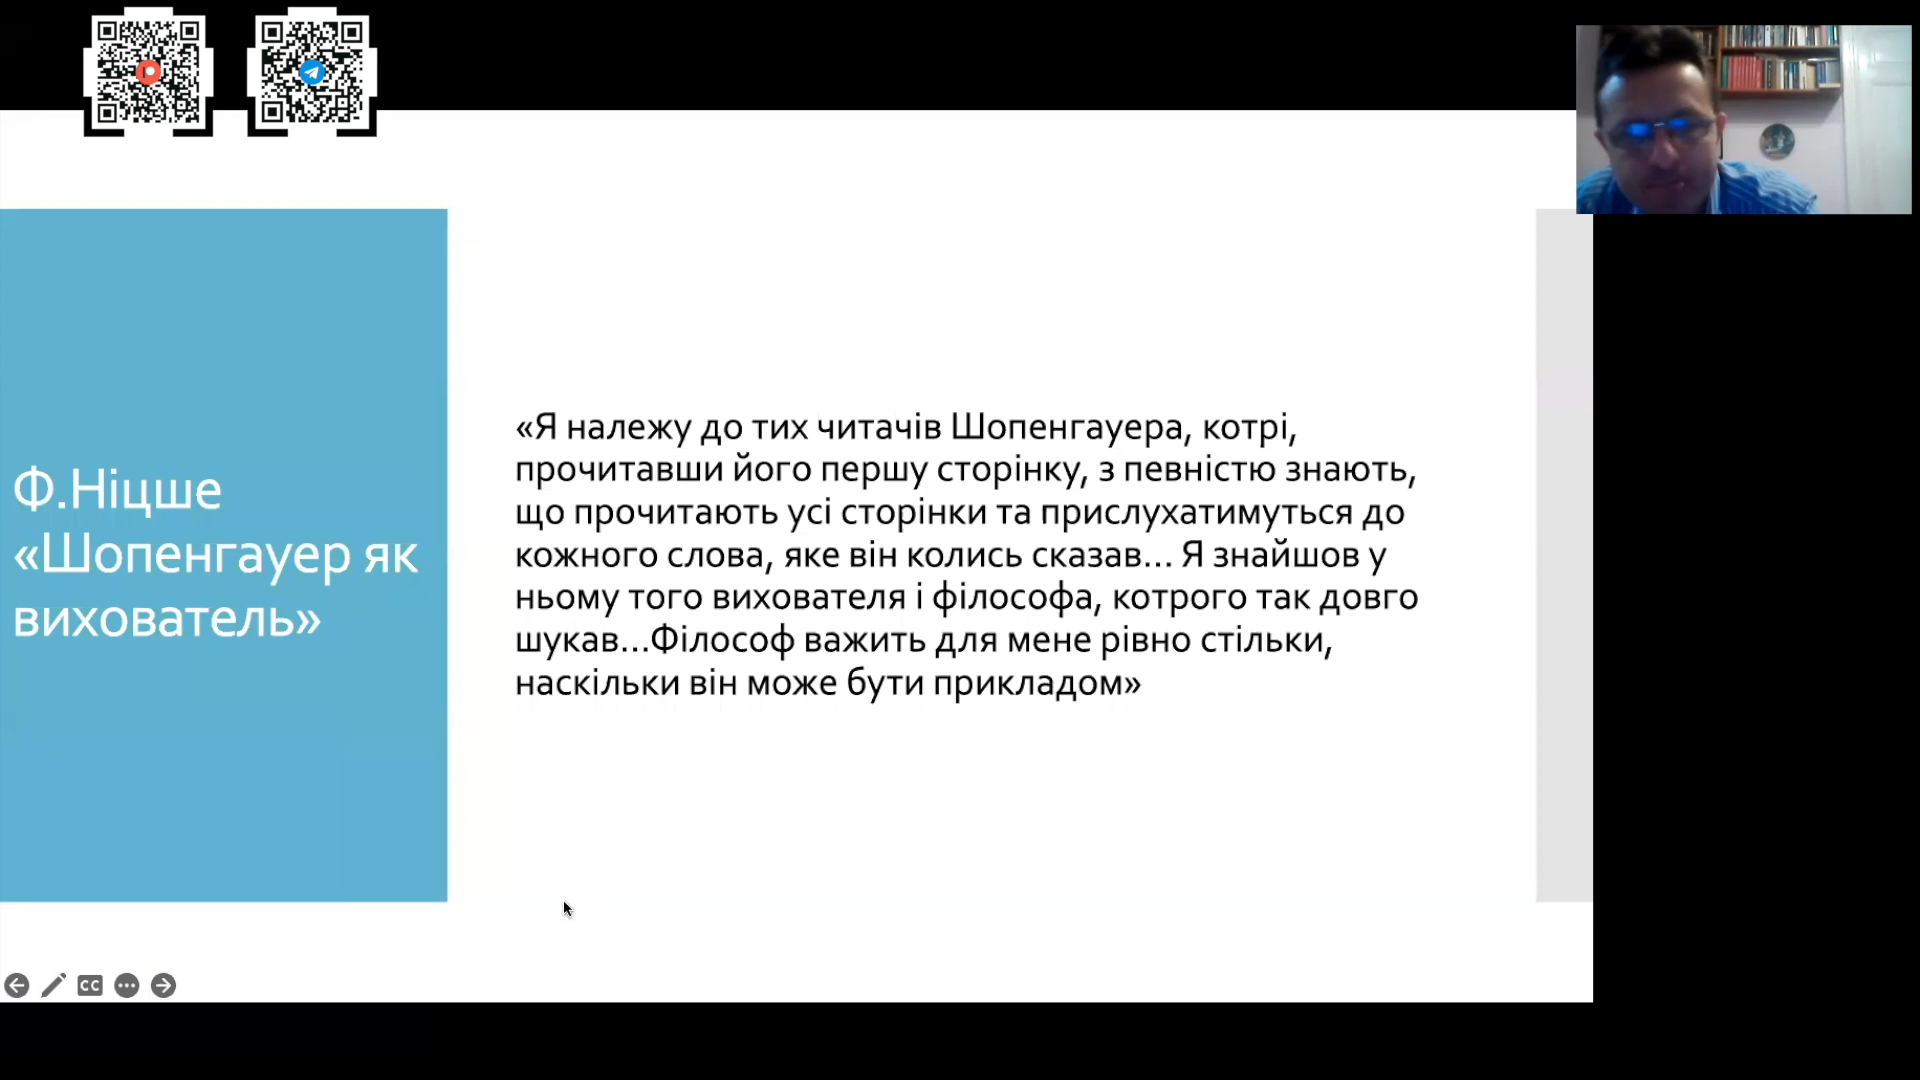 Ф.Ніцше
«Шопенгауер як
вихователь»
«Я належу до тих читачів Шопенгауера, котрі,
прочитавши його першу сторінку, з певністю знають,
що прочитають усі сторінки та прислухатимуться до
кожного слова, яке він колись сказав... Я знайшов у
ньому того вихователя і філософа, котрого так довго
шукав...Філософ важить для мене рівно стільки,
наскільки він може бути прикладом»
CC